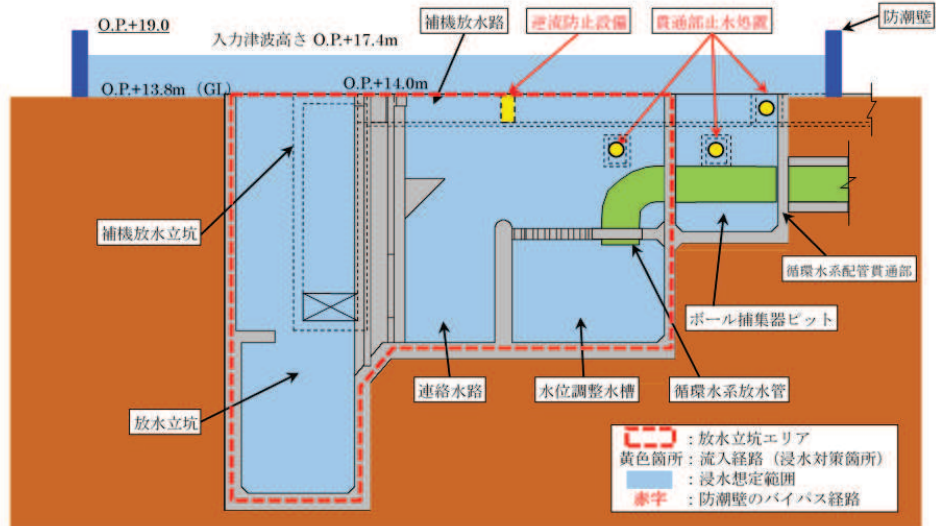 O.P.+19.0
補機放水路
逆流防止設備
貫通部止水処置
防潮壁
入力津波高さ O.P.+17.4m
O.P.+13.8m（GL）
O.P.+14.0m
補機放水立坑
循環水系配管貫通部
ボール捕集器ピット
放水立坑
連絡水路
水位調整水槽
循環水系放水管
：放水立坑エリア
黄色箇所：流入経路（浸水対策箇所）
：浸水想定範囲
赤字：防潮壁のバイパス経路